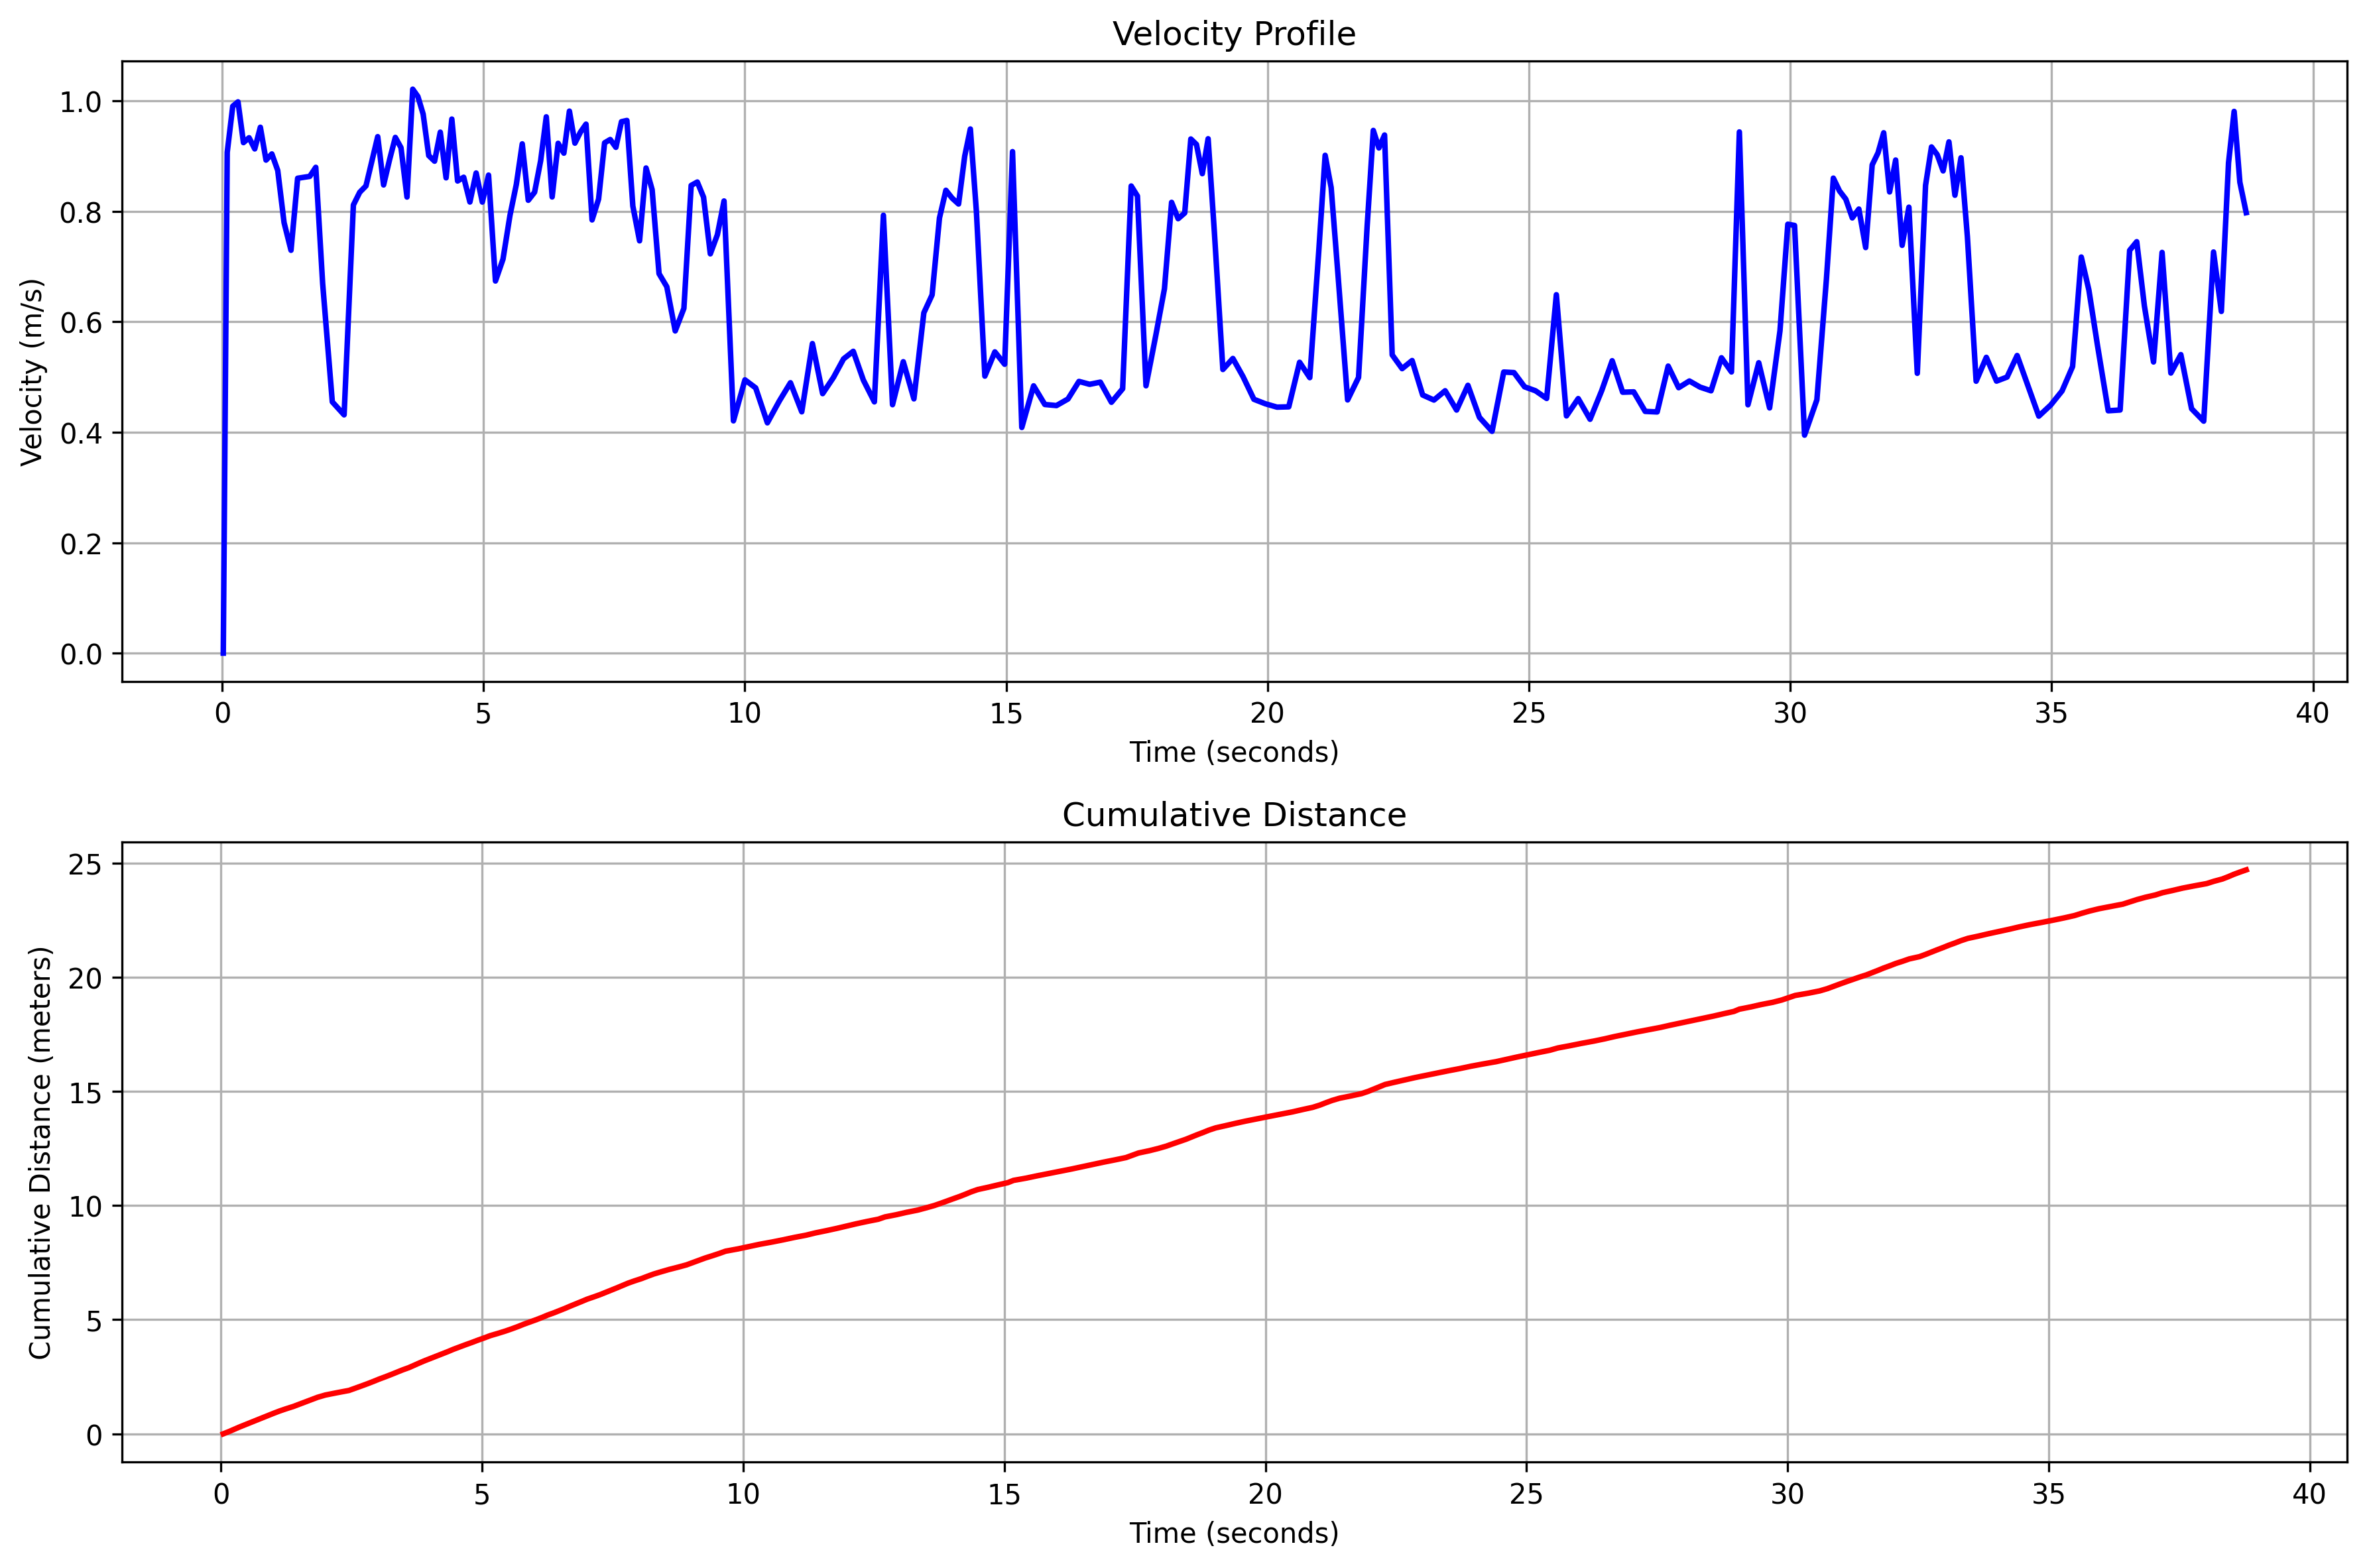 Velocity Profile
Velocity (m/s)
1.0
0.8
0.6
0.4
0.2
0.0
0 5 10 15 20 25 30 35 40
Time (seconds)
Cumulative Distance
Cumulative Distance (meters)
25
20
15
10
5
0
0 5 10 15 20 25 30 35 40
Time (seconds)